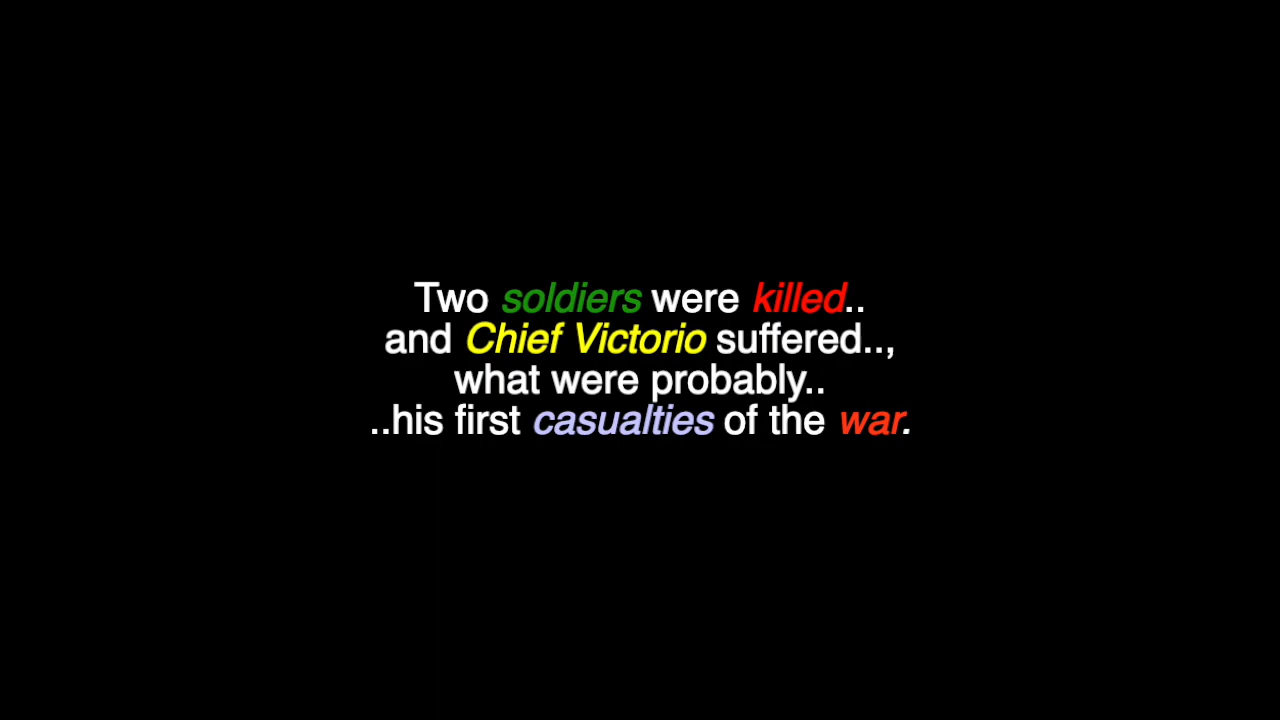 Two soldiers were killed..
and Chief Victorio suffered..,
what were probably..
..his first casualties of the war.